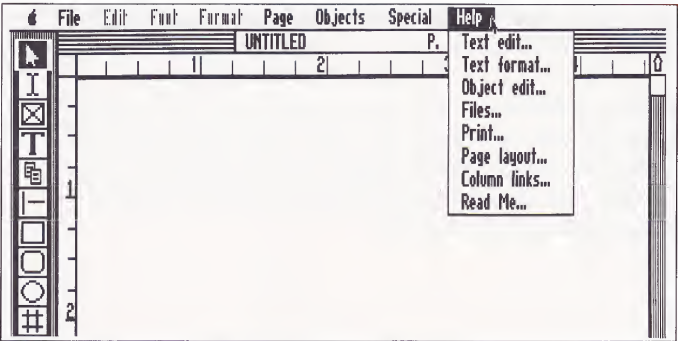 File Edit Font Format Page Objects Special Help
UNTITLED P.
Text edit...
Text format...
Object edit...
Files...
Print...
Page layout...
Column links...
Read Me...
1 2 3 4
T
1
2